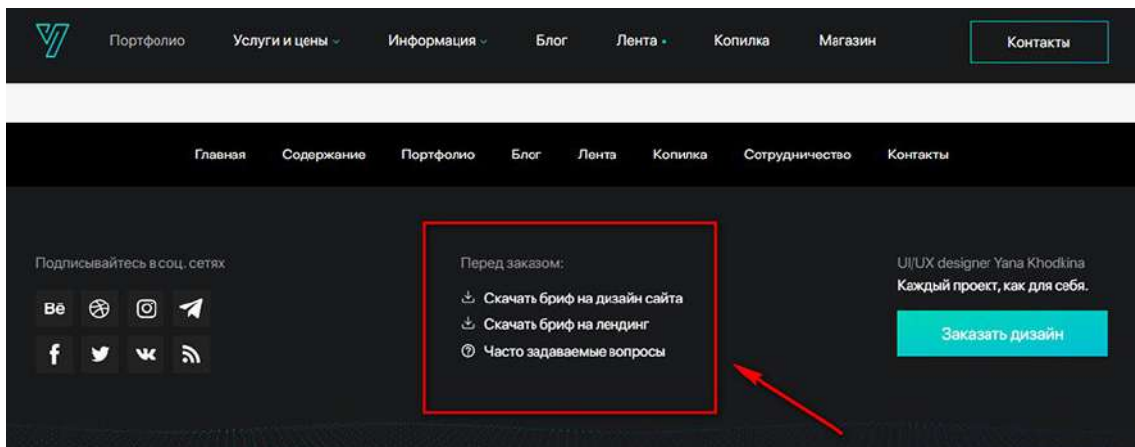 Портфолио Услуги и цены Информация Блог Лента Копилка Магазин Контакты
Главная Содержание Портфолио Блог Лента Копилка Сотрудничество Контакты
Подписывайтесь в соц. сетях
Bē
Перед заказом:
Скачать бриф на дизайн сайта
Скачать бриф на лендинг
Часто задаваемые вопросы
UI/UX designer Yana Khodkina
Каждый проект, как для себя.
Заказать дизайн